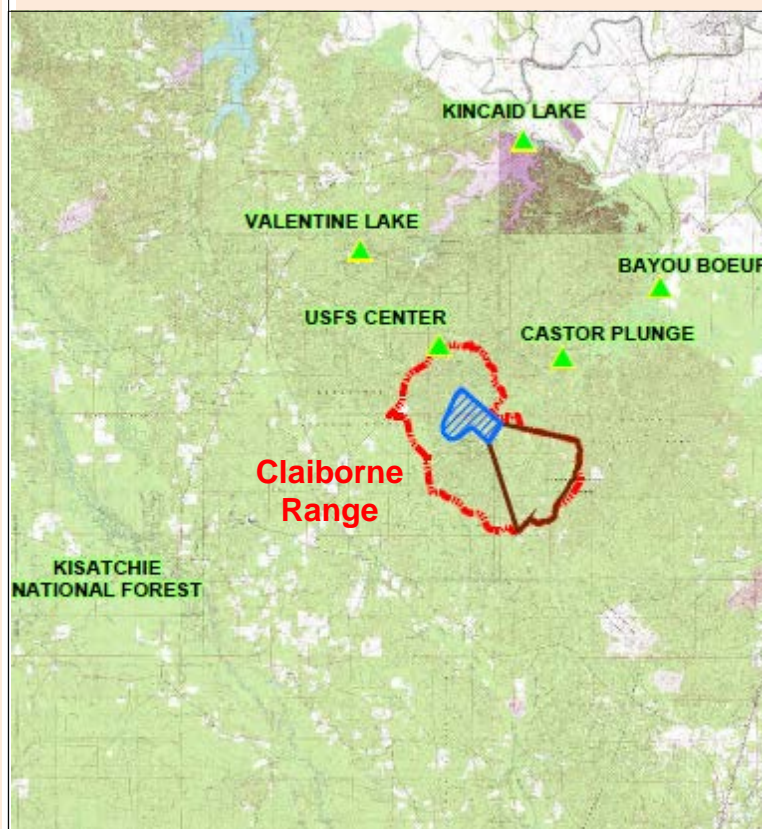 KINCAID LAKE
VALENTINE LAKE
BAYOU BOEUF
USFS CENTER
CASTOR PLUNGE
Claiborne
Range
KISATCHIE
NATIONAL FOREST